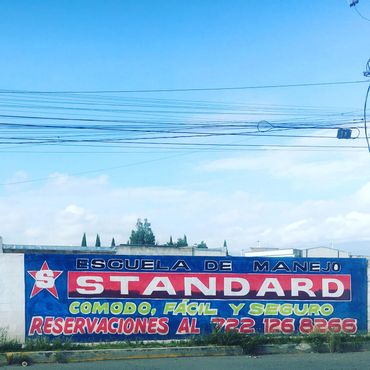 ESCUELA DE MANEJO
S STANDARD
COMODO, FÁCIL Y SEGURO
RESERVACIONES AL 722 126 8266